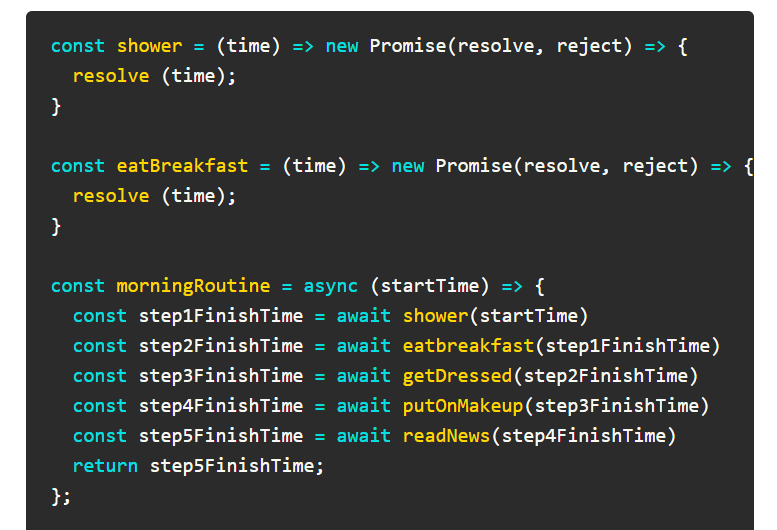 const shower = (time) => new Promise(resolve, reject) => {
  resolve (time);
}

const eatBreakfast = (time) => new Promise(resolve, reject) => {
  resolve (time);
}

const morningRoutine = async (startTime) => {
  const step1FinishTime = await shower(startTime)
  const step2FinishTime = await eatbreakfast(step1FinishTime)
  const step3FinishTime = await getDressed(step2FinishTime)
  const step4FinishTime = await putOnMakeup(step3FinishTime)
  const step5FinishTime = await readNews(step4FinishTime)
  return step5FinishTime;
};